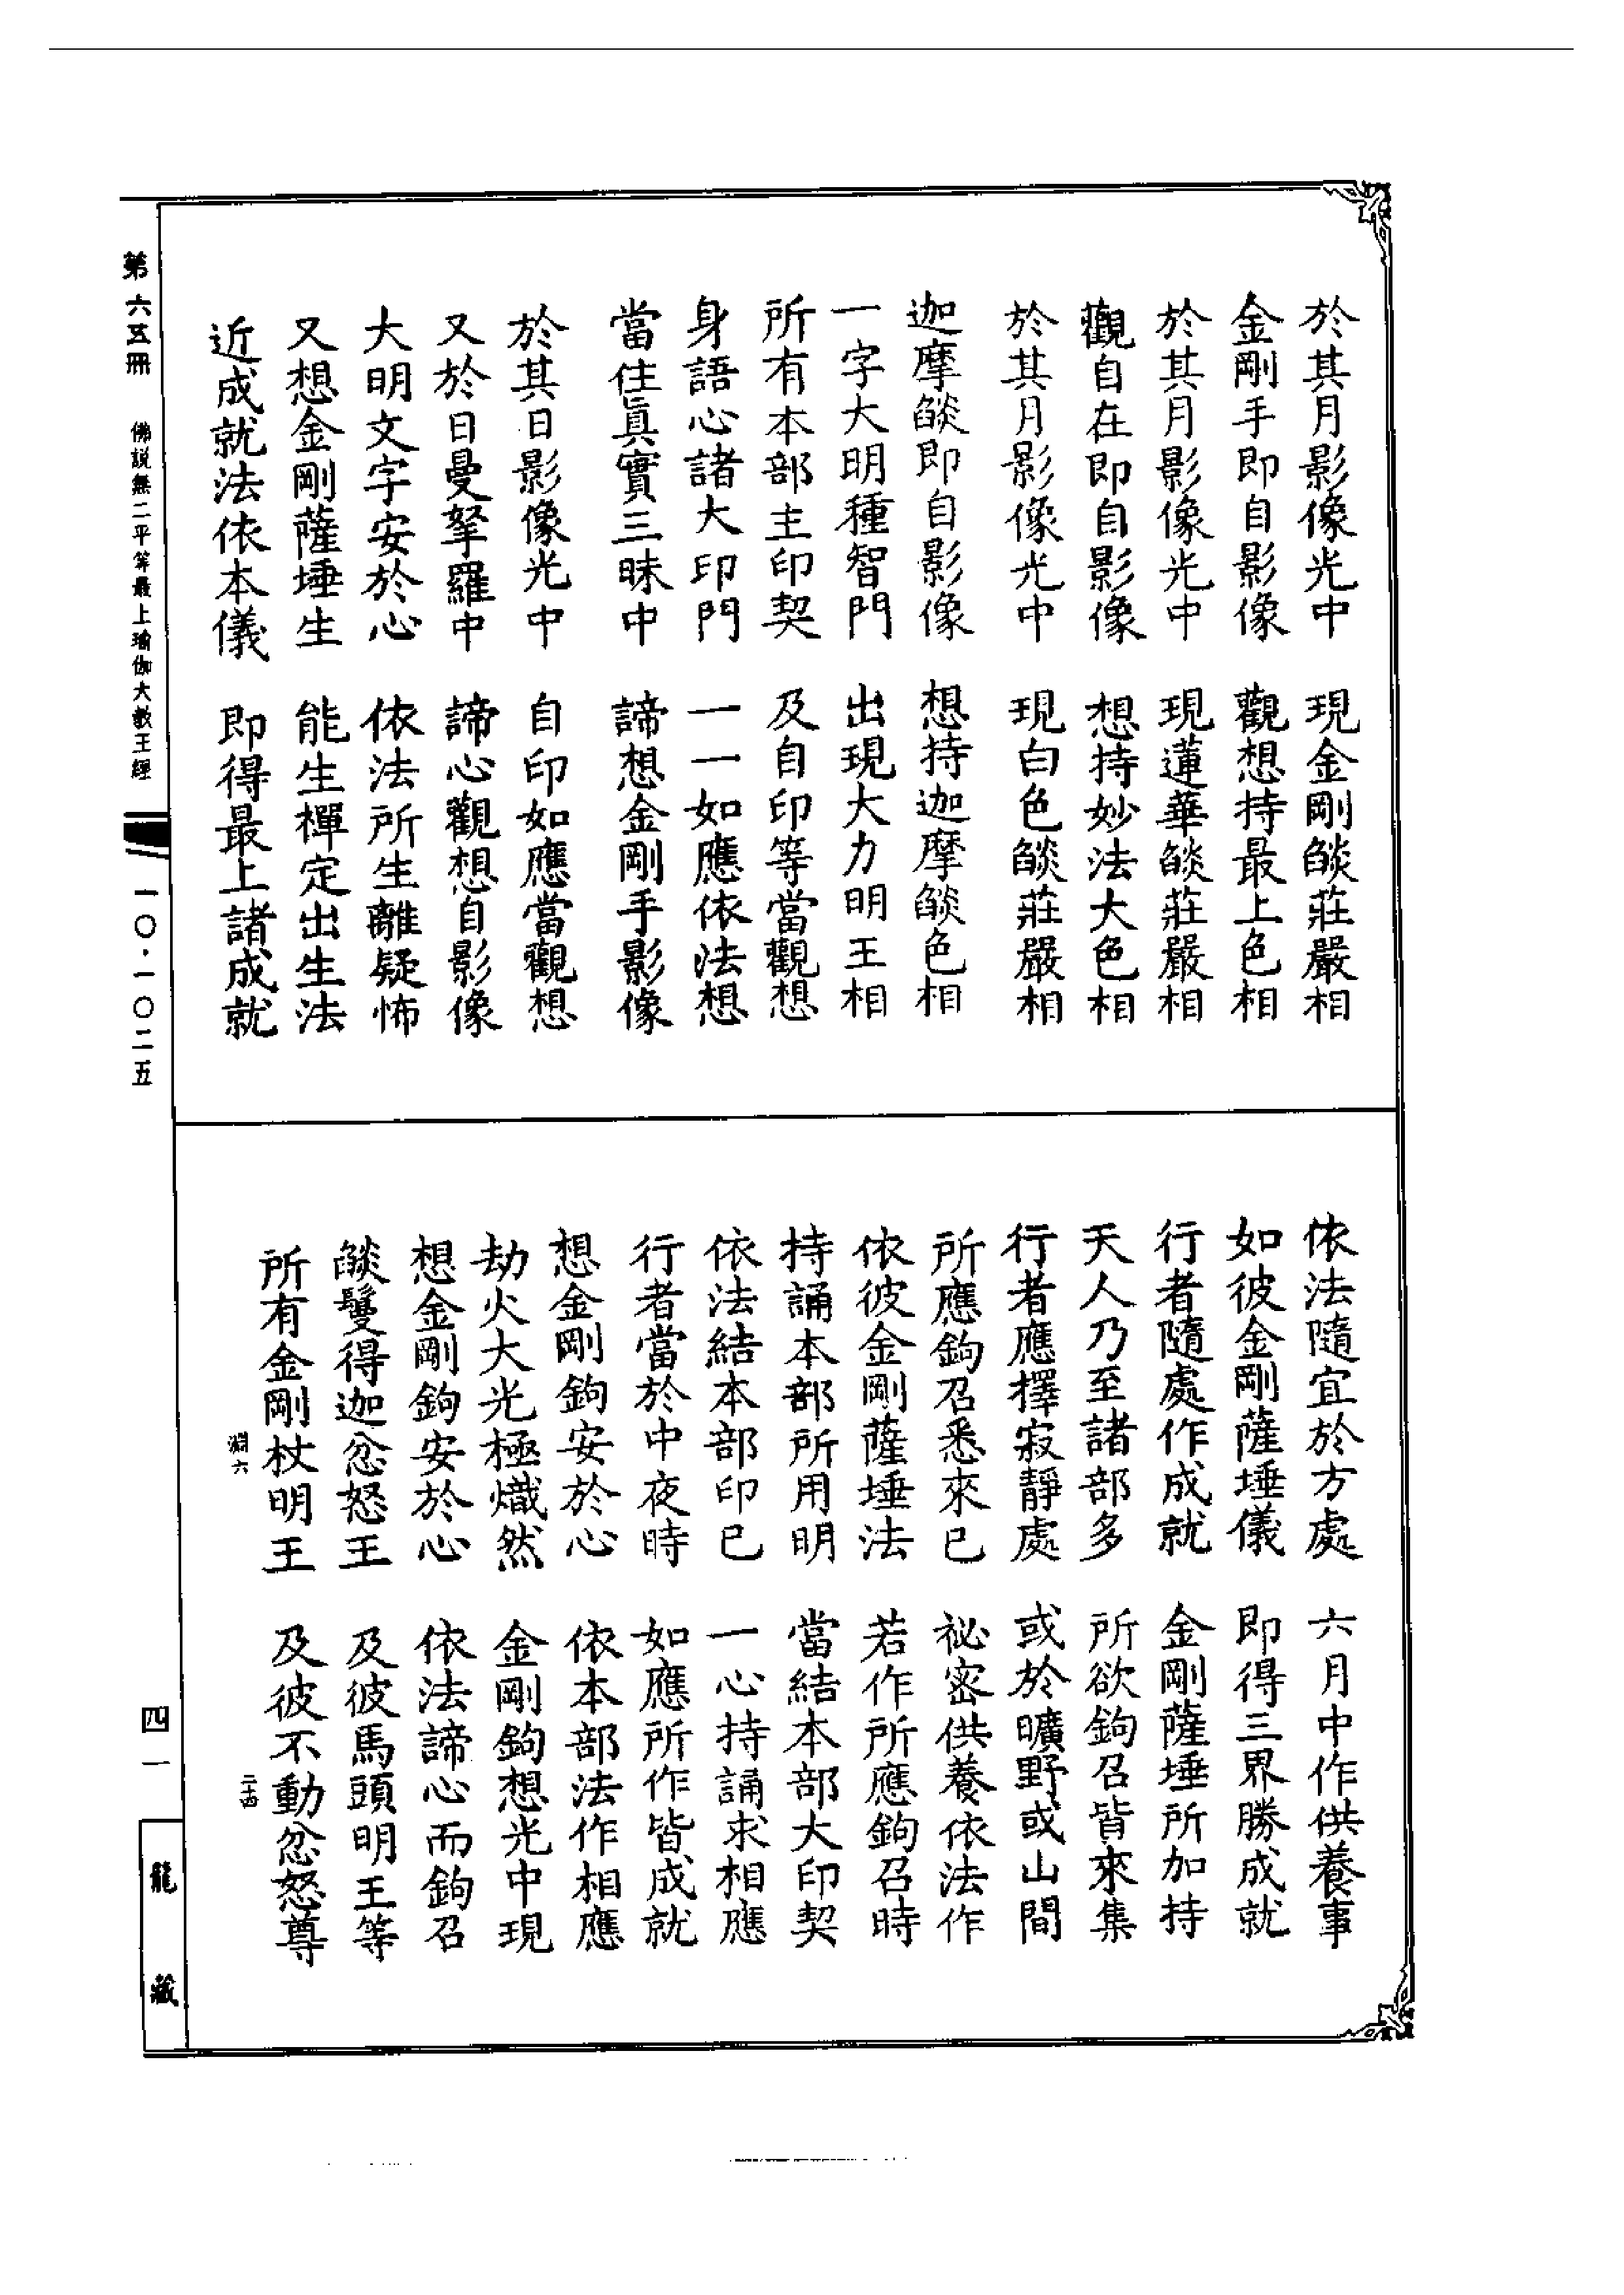 於其月影像光中　現金剛𦦨莊嚴相
金剛手即自影像　觀想持最上色相
於其月影像光中　現蓮華𦦨莊嚴相
觀自在即自影像　想持妙法大色相
於其月影像光中　現白色𦦨莊嚴相
迦摩𦦨即自影像　想持迦摩𦦨色相
一字大明種智門　出現大力明王相
所有本部主印契　及自印等當觀想
身語心諸大印門　一一如應依法想
當住眞實三昧中　諦想金剛手影像
於其日影像光中　自印如應當觀想
又於日曼拏羅中　諦心觀想自影像
大明文字安於心　依法所生離疑怖
又想金剛薩埵生　能生禪定出生法
近成就法依本儀　即得最上諸成就
依法隨宜於方處　六月中作供養事
如彼金剛薩埵儀　即得三界勝成就
行者隨處作成就　金剛薩埵所加持
天人乃至諸部多　所欲鉤召皆來集
行者應擇寂靜處　或於曠野或山間
所應鉤召悉來已　祕密供養依法作
依彼金剛薩埵法　若作所應鉤召時
持誦本部所用明　當結本部大印契
依法結本部印已　一心持誦求相應
行者當於中夜時　如應所作皆成就
想金剛鉤安於心　依本部法作相應
劫火大光極熾然　金剛鉤想光中現
想金剛鉤安於心　依法諦心而鉤召
𦦨鬘得迦忿怒王　及彼馬頭明王等
所有金剛杖明王　及彼不動忿怒尊
淵六　二十四
第六五冊　佛説無二平等最上瑜伽大教王經　一〇·一〇二五
四一　龍藏